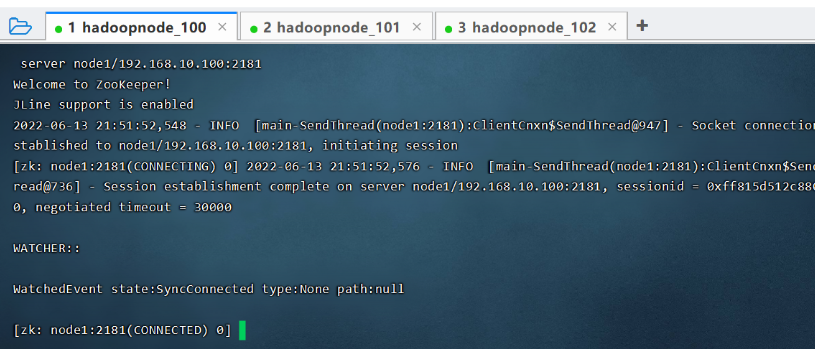 1 hadoopnode_100 × 2 hadoopnode_101 × 3 hadoopnode_102 × +
server node1/192.168.10.100:2181
Welcome to ZooKeeper!
JLine support is enabled
2022-06-13 21:51:52,548 - INFO  [main-SendThread(node1:2181):ClientCnxn$SendThread@947] - Socket connection
stablished to node1/192.168.10.100:2181, initiating session
[zk: node1:2181(CONNECTING) 0] 2022-06-13 21:51:52,576 - INFO  [main-SendThread(node1:2181):ClientCnxn$Sen
read@736] - Session establishment complete on server node1/192.168.10.100:2181, sessionid = 0xff815d512c880
0, negotiated timeout = 30000
WATCHER::
WatchedEvent state:SyncConnected type:None path:null
[zk: node1:2181(CONNECTED) 0]